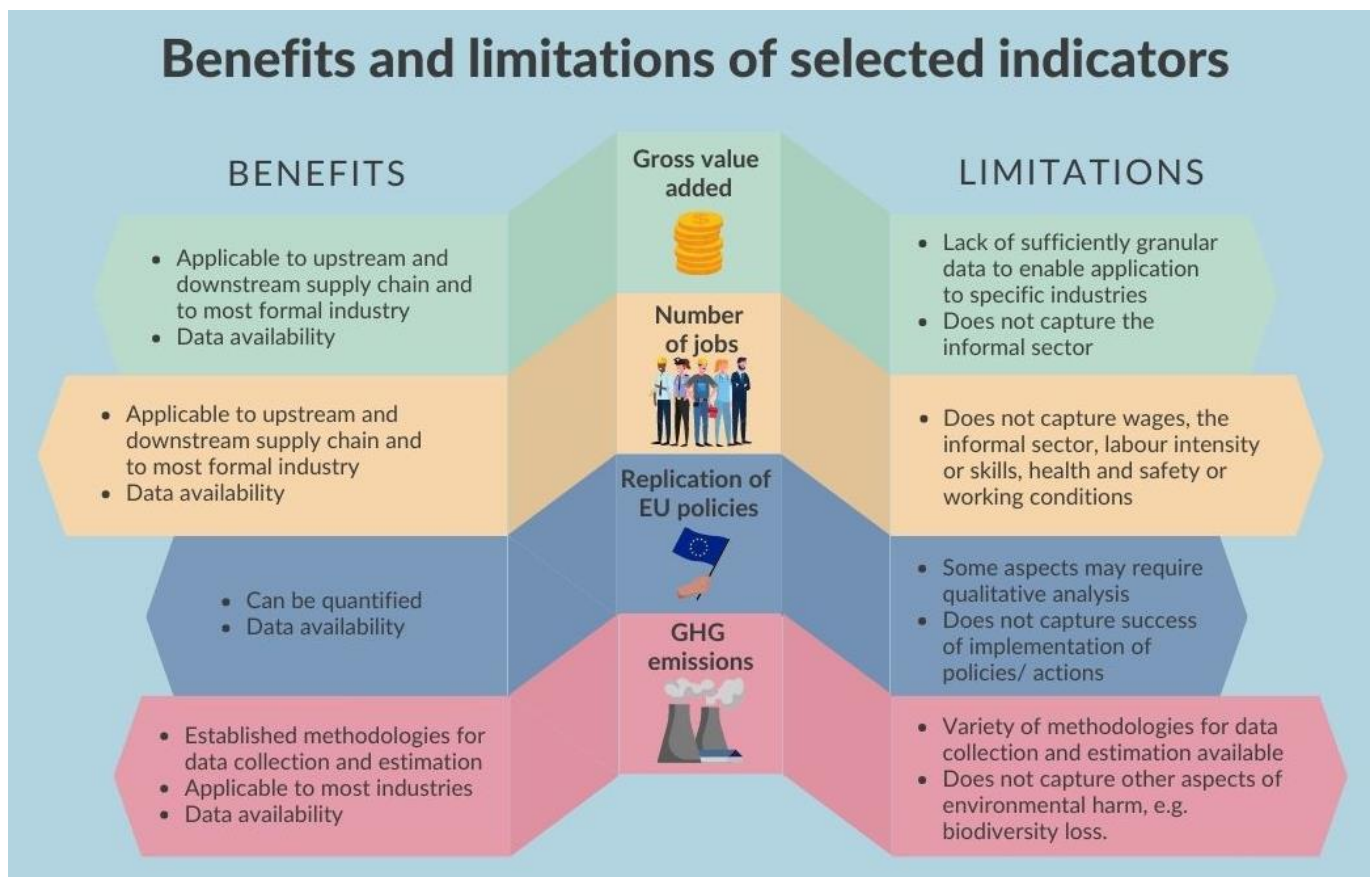 Benefits and limitations of selected indicators
BENEFITS
LIMITATIONS
Gross value
added
• Applicable to upstream and
downstream supply chain and
to most formal industry
• Data availability
• Lack of sufficiently granular
data to enable application
to specific industries
• Does not capture the
informal sector
Number
of jobs
• Applicable to upstream and
downstream supply chain and
to most formal industry
• Data availability
• Does not capture wages, the
informal sector, labour intensity
or skills, health and safety or
working conditions
Replication of
EU policies
• Can be quantified
• Data availability
• Some aspects may require
qualitative analysis
• Does not capture success
of implementation of
policies/ actions
GHG
emissions
• Established methodologies for
data collection and estimation
• Applicable to most industries
• Data availability
• Variety of methodologies for data
collection and estimation available
• Does not capture other aspects of
environmental harm, e.g.
biodiversity loss.